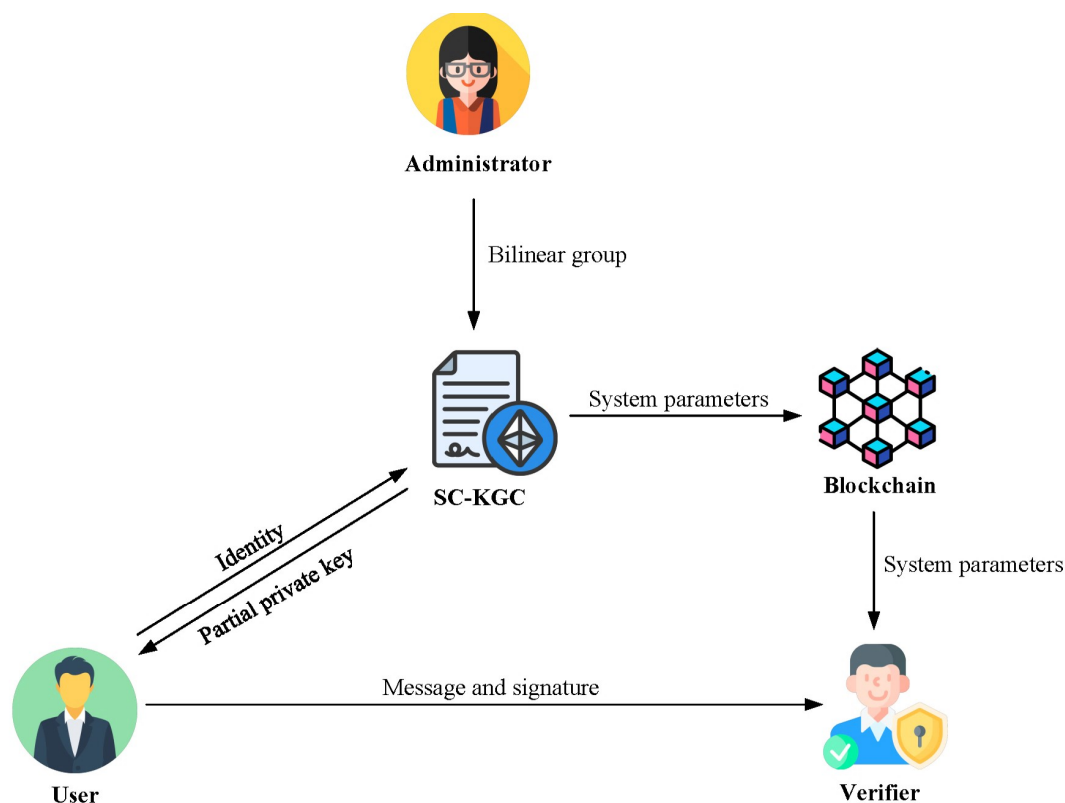 Administrator
Bilinear group
System parameters
SC-KGC
Blockchain
Identity
Partial private key
System parameters
Message and signature
User
Verifier